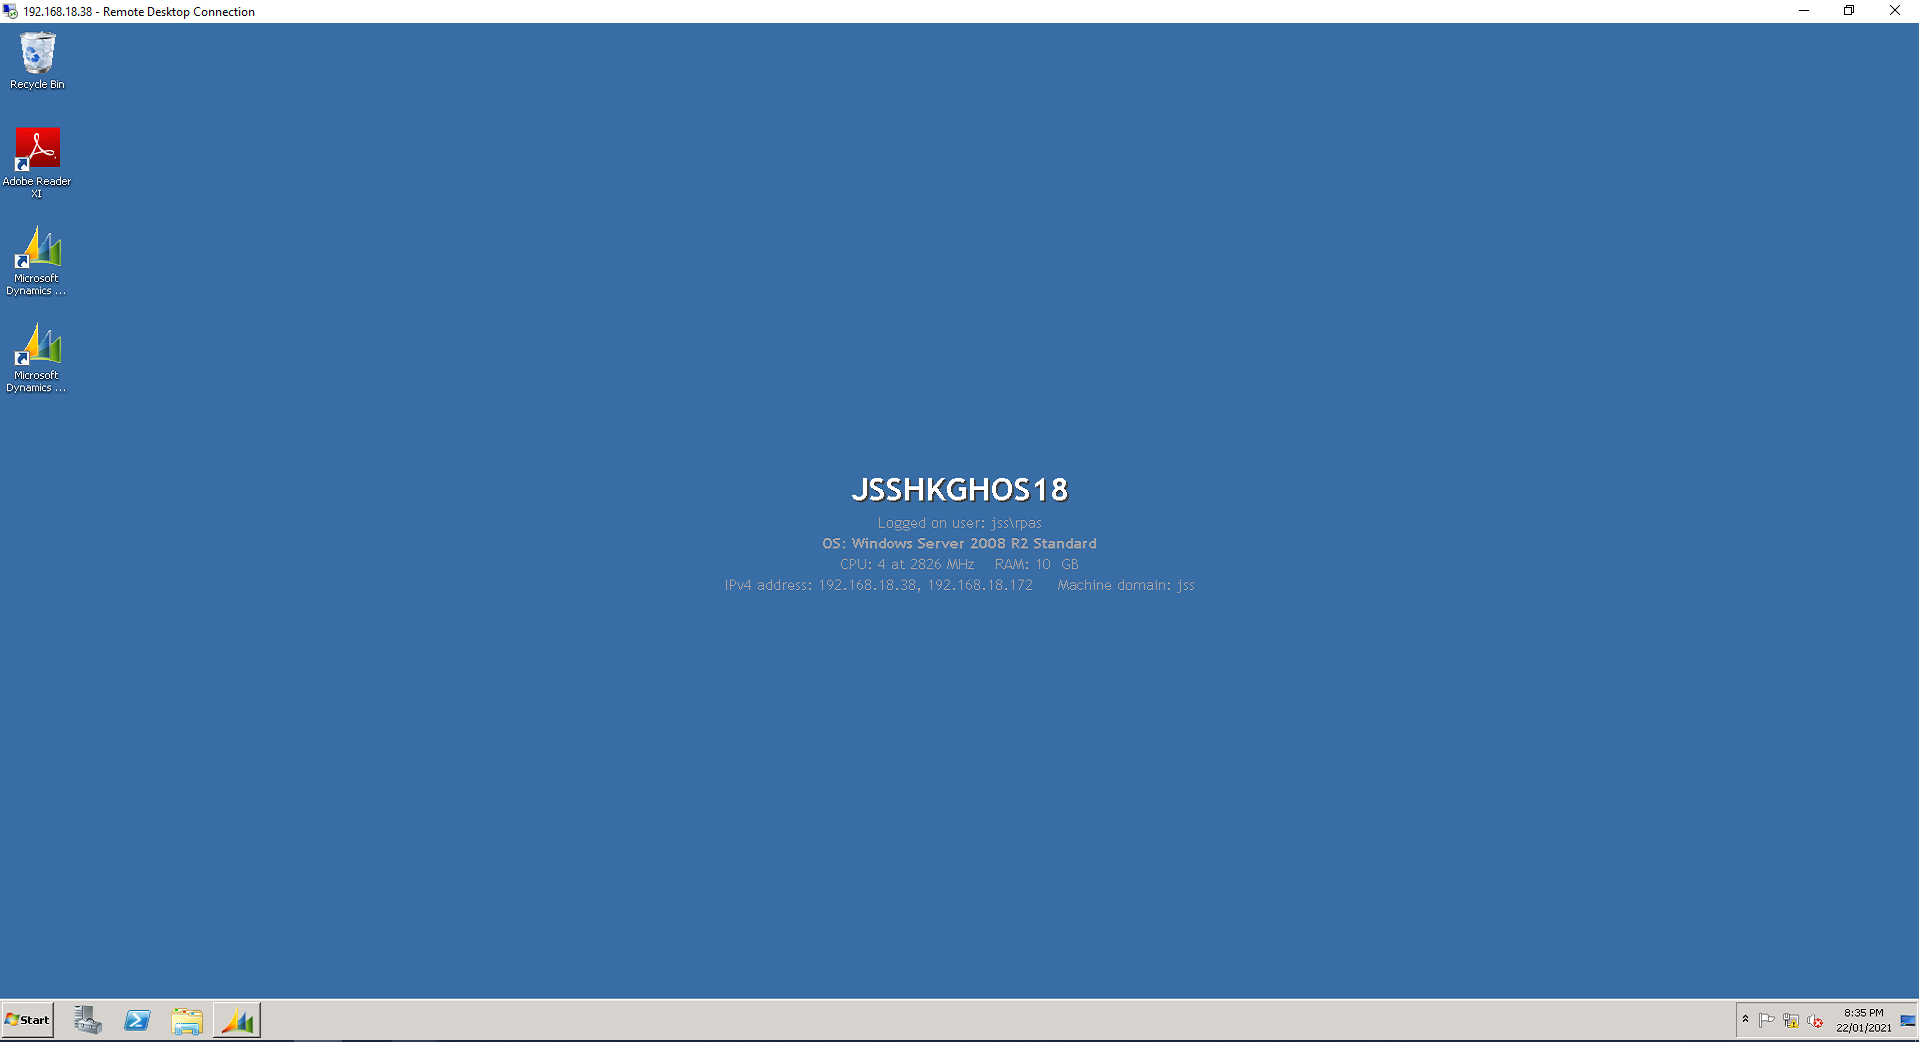 192.168.18.38 - Remote Desktop Connection
Recycle Bin
Adobe Reader
XI
Microsoft
Dynamics ...
Microsoft
Dynamics ...
JSSHKGHOS18
Logged on user: jss\rpas
OS: Windows Server 2008 R2 Standard
CPU: 4 at 2826 MHz RAM: 10 GB
IPv4 address: 192.168.18.38, 192.168.18.172 Machine domain: jss
Start
8:35 PM
22/01/2021